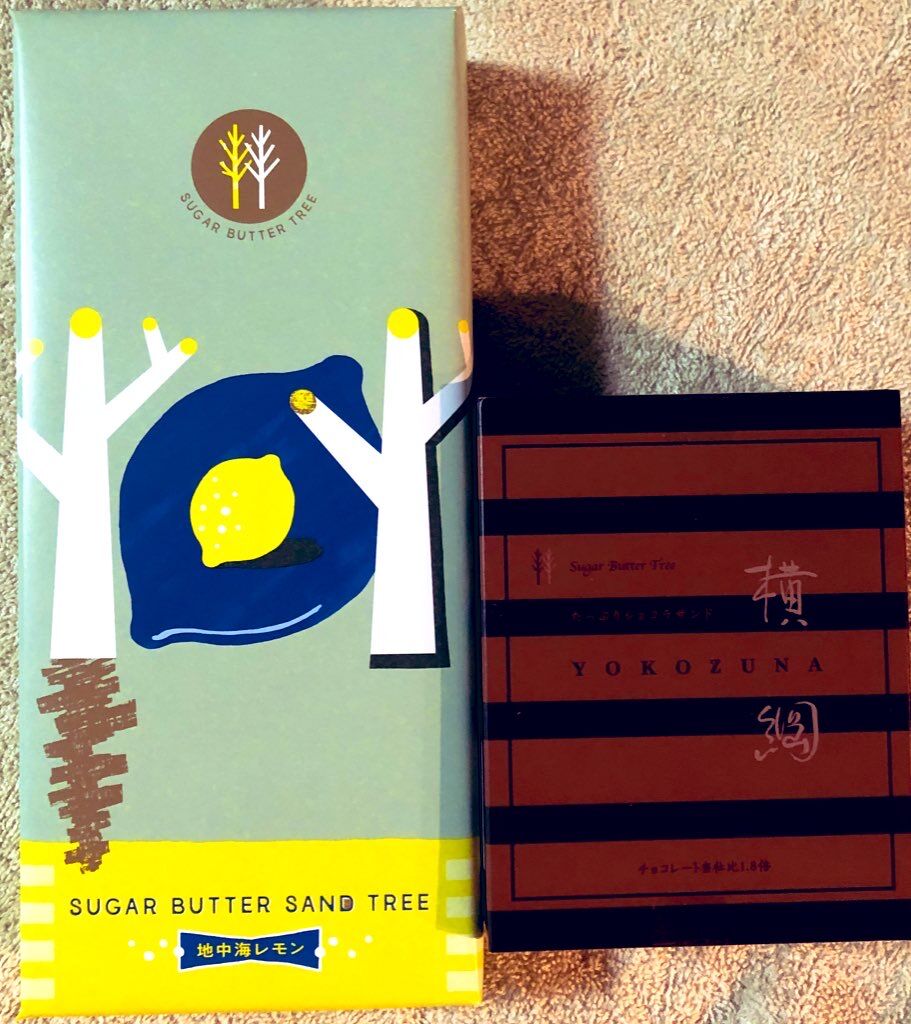 SUGAR BUTTER TREE
SUGAR BUTTER SAND TREE
地中海レモン
Sugar Butter Tree
たっぷりショコラサンド
YOKOZUNA
横綱
チョコレート当社比1.8倍